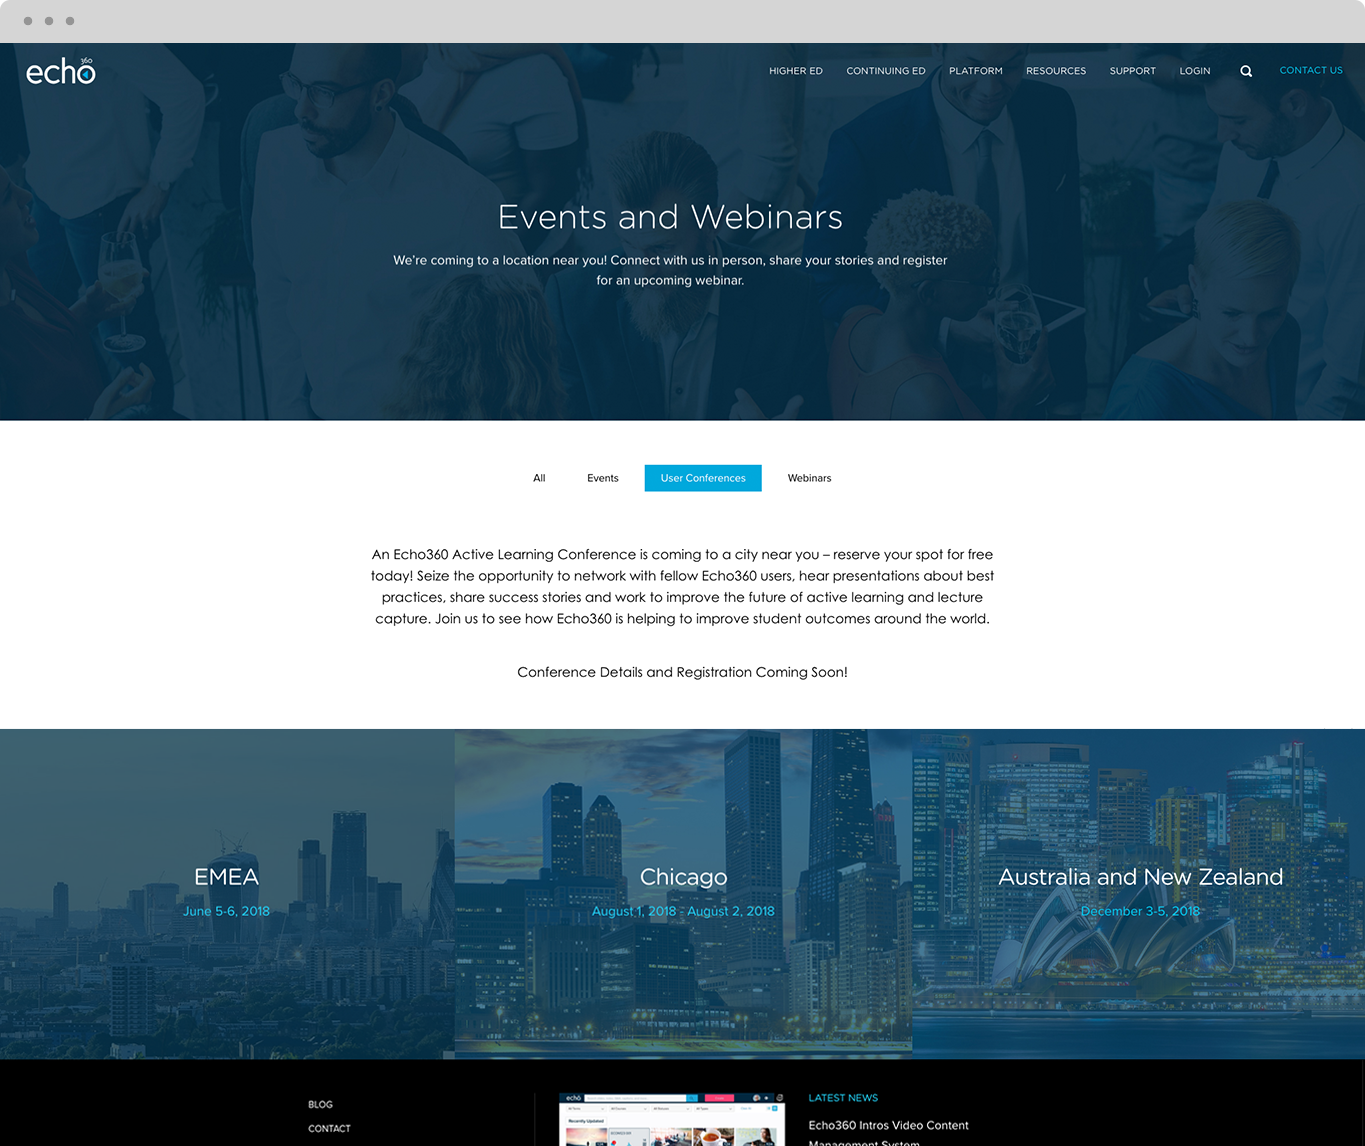 echo 360
HIGHER ED CONTINUING ED PLATFORM RESOURCES SUPPORT LOGIN CONTACT US
Events and Webinars
We're coming to a location near you! Connect with us in person, share your stories and register
for an upcoming webinar.
All Events User Conferences Webinars
An Echo360 Active Learning Conference is coming to a city near you – reserve your spot for free
today! Seize the opportunity to network with fellow Echo360 users, hear presentations about best
practices, share success stories and work to improve the future of active learning and lecture
capture. Join us to see how Echo360 is helping to improve student outcomes around the world.
Conference Details and Registration Coming Soon!
EMEA
June 5-6, 2018
Chicago
August 1, 2018 - August 2, 2018
Australia and New Zealand
December 3-5, 2018
BLOG
CONTACT
echo
Recently Updated
LATEST NEWS
Echo360 Intros Video Content
Management System